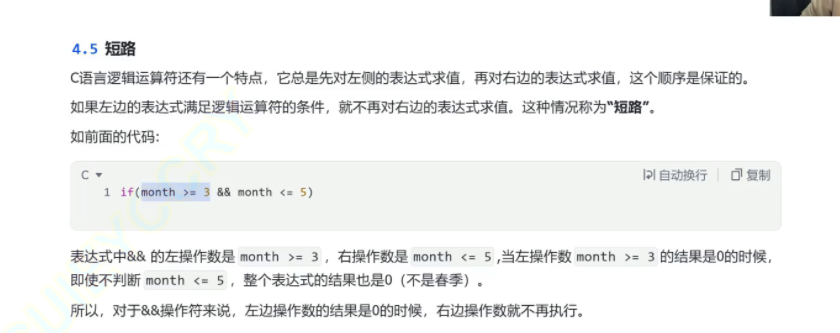 4.5 短路
C语言逻辑运算符还有一个特点，它总是先对左侧的表达式求值，再对右边的表达式求值，这个顺序是保证的。
如果左边的表达式满足逻辑运算符的条件，就不再对右边的表达式求值。这种情况称为“短路”。
如前面的代码：
C 自动换行 复制
1 if(month >= 3 && month <= 5)
表达式中&& 的左操作数是 month >= 3 ，右操作数是 month <= 5 ,当左操作数 month >= 3 的结果是0的时候，
即使不判断 month <= 5 ，整个表达式的结果也是0（不是春季）。
所以，对于&&操作符来说，左边操作数的结果是0的时候，右边操作数就不再执行。